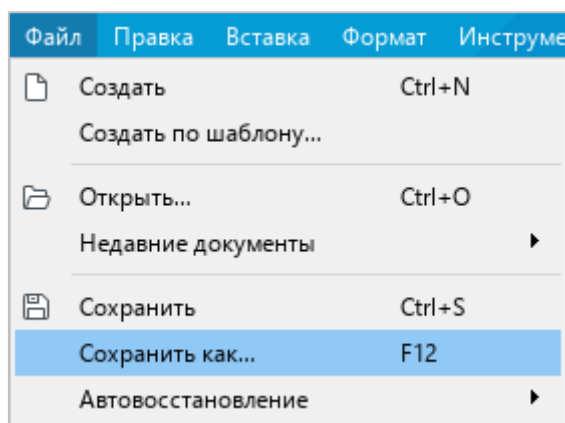 Файл Правка Вставка Формат Инструме
Создать Ctrl+N
Создать по шаблону...
Открыть... Ctrl+O
Недавние документы
Сохранить Ctrl+S
Сохранить как... F12
Автовосстановление